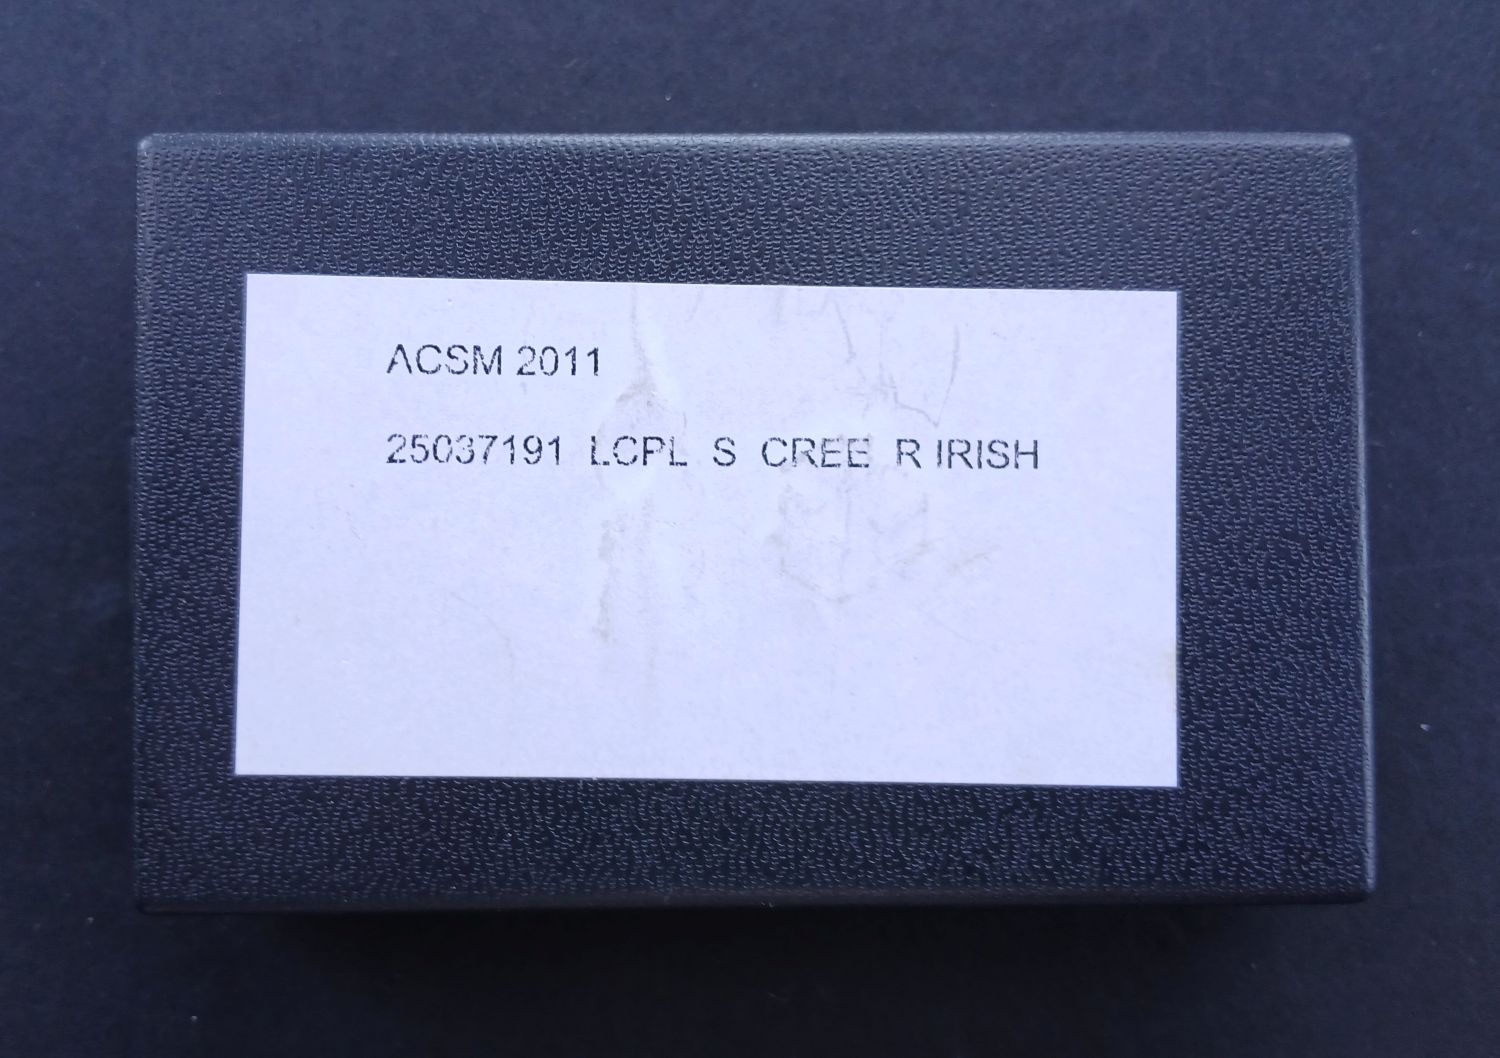 ACSM 2011
25037191 LCPL S CREE R IRISH